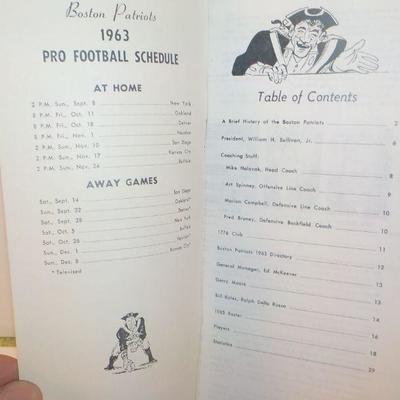 Boston Patriots
1963
PRO FOOTBALL SCHEDULE
AT HOME
2 P.M. Sun., Sept. 8 New York
8 P.M. Fri., Oct. 11 Oakland
8 P.M. Fri., Oct. 18 Denver
8 P.M. Fri., Nov. 1 Houston
2 P.M. Sun., Nov. 10 San Diego
2 P.M. Sun., Nov. 17 Kansas City
2 P.M. Sun., Nov. 24 Buffalo
AWAY GAMES
Sat., Sept. 14 San Diego
Sun., Sept. 22 Oakland*
Sat., Sept. 28 Denver*
Sat., Oct. 5 New York
Sat., Oct. 26 Buffalo
Sun., Dec. 1 Houston*
Sun., Dec. 8 Kansas City*
* Televised
Table of Contents
A Brief History of the Boston Patriots 2
President, William H. Sullivan, Jr. 6
Coaching Staff:
Mike Holovak, Head Coach 8
Art Spinney, Offensive Line Coach 10
Marion Campbell, Defensive Line Coach 10
Fred Bruney, Defensive Backfield Coach 10
1776 Club 11
Boston Patriots 1963 Directory 11
General Manager, Ed McKeever 12
Gerry Moore 12
Bill Bates, Ralph Della Russo 13
1963 Roster 14
Players 16
Statistics 29